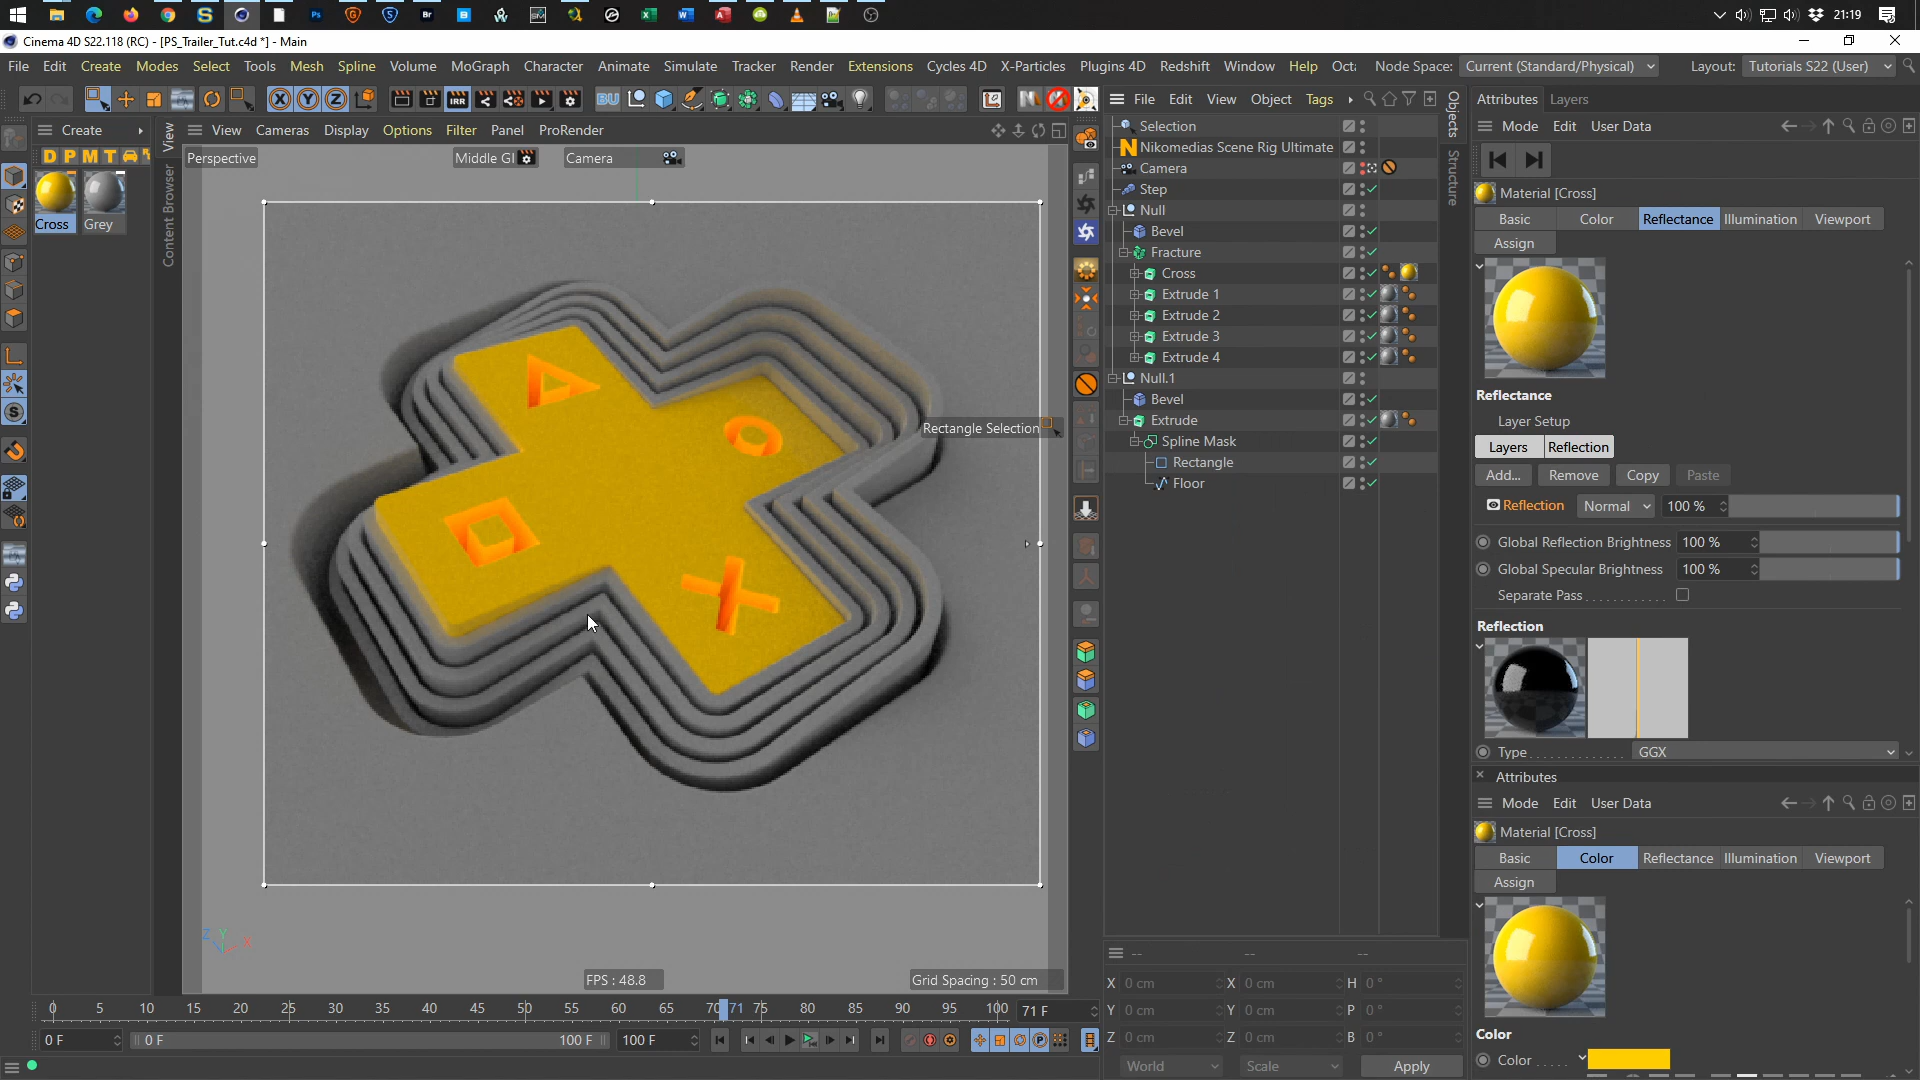 21:19
Cinema 4D S22.118 (RC) - [PS_Trailer_Tut.c4d *] - Main
File Edit Create Modes Select Tools Mesh Spline Volume MoGraph Character Animate Simulate Tracker Render Extensions Cycles 4D X-Particles Plugins 4D Redshift Window Help Octa Node Space: Current (Standard/Physical) Layout: Tutorials S22 (User)
X Y Z IRR BU
Create
D P M T
Cross
Grey
View
Content Browser
View Cameras Display Options Filter Panel ProRender
Perspective
Middle GI
Camera
Rectangle Selection
FPS : 48.8
Grid Spacing : 50 cm
Z Y X
File Edit View Object Tags
Objects
Structure
Selection
Nikomedias Scene Rig Ultimate
Camera
Step
Null
Bevel
Fracture
Cross
Extrude 1
Extrude 2
Extrude 3
Extrude 4
Null.1
Bevel
Extrude
Spline Mask
Rectangle
Floor
Attributes Layers
Mode Edit User Data
Material [Cross]
Basic Color Reflectance Illumination Viewport
Assign
Reflectance
Layer Setup
Layers Reflection
Add... Remove Copy Paste
Reflection Normal 100 %
Global Reflection Brightness 100 %
Global Specular Brightness 100 %
Separate Pass
Reflection
Type GGX
Attributes
Mode Edit User Data
Material [Cross]
Basic Color Reflectance Illumination Viewport
Assign
Color
Color
-- -- --
X 0 cm X 0 cm H 0 °
Y 0 cm Y 0 cm P 0 °
Z 0 cm Z 0 cm B 0 °
World Scale Apply
0 5 10 15 20 25 30 35 40 45 50 55 60 65 70 71 75 80 85 90 95 100 71 F
0 F 0 F 100 F 100 F